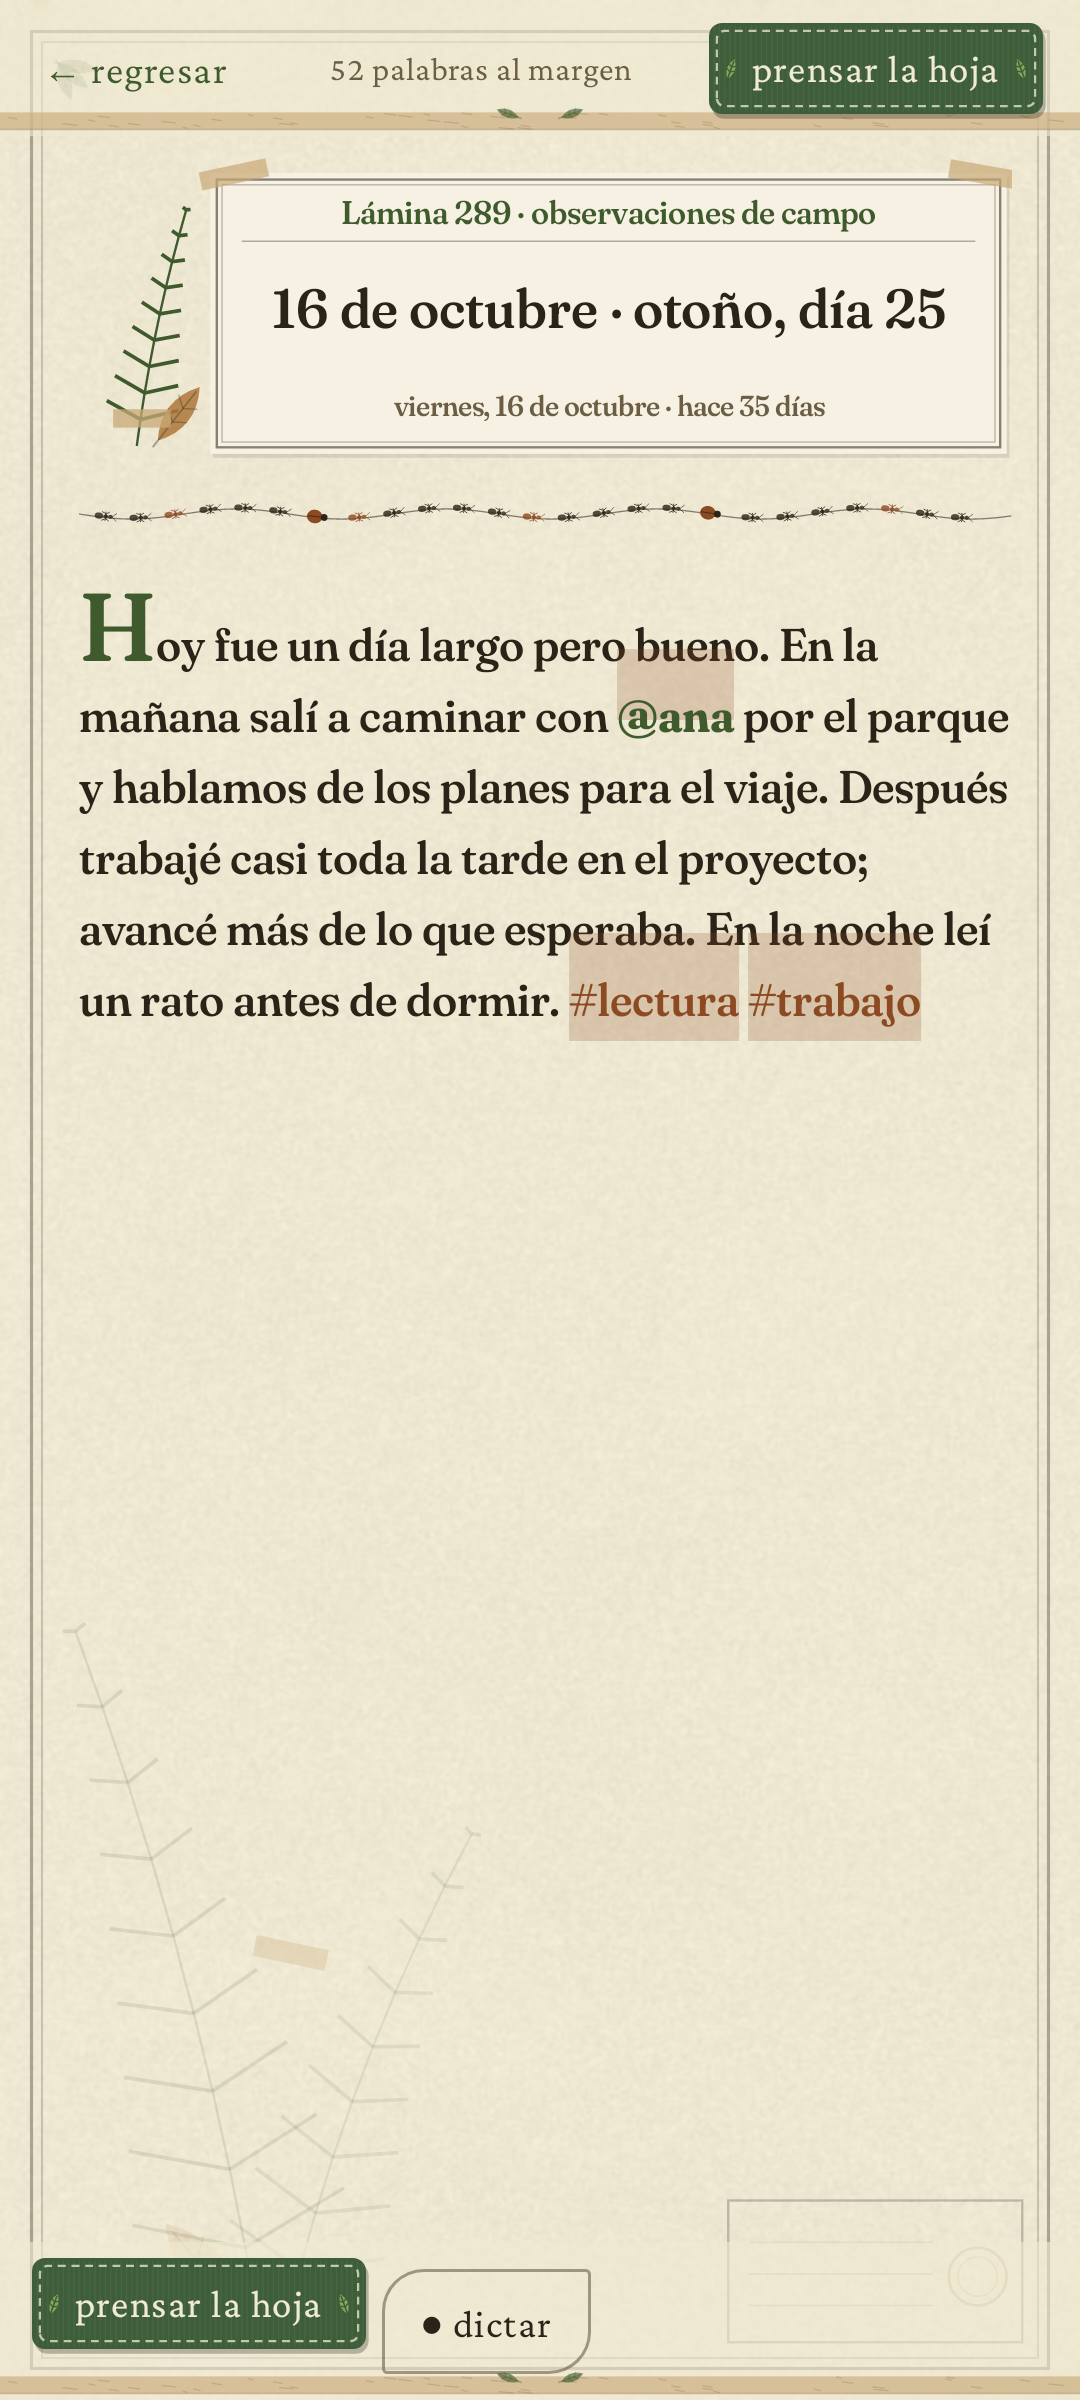 ← regresar
52 palabras al margen
prensar la hoja
Lámina 289 · observaciones de campo
16 de octubre · otoño, día 25
viernes, 16 de octubre · hace 35 días
Hoy fue un día largo pero bueno. En la
mañana salí a caminar con @ana por el parque
y hablamos de los planes para el viaje. Después
trabajé casi toda la tarde en el proyecto;
avancé más de lo que esperaba. En la noche leí
un rato antes de dormir. #lectura #trabajo
prensar la hoja
● dictar